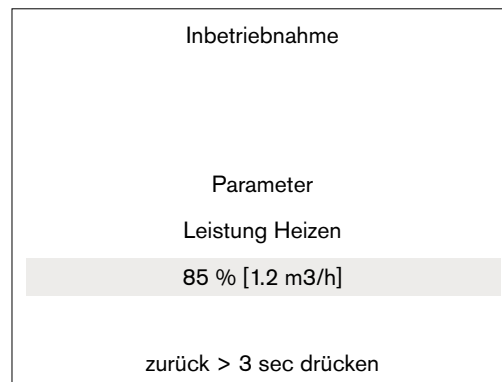 Inbetriebnahme
Parameter
Leistung Heizen
85 % [1.2 m3/h]
zurück > 3 sec drücken